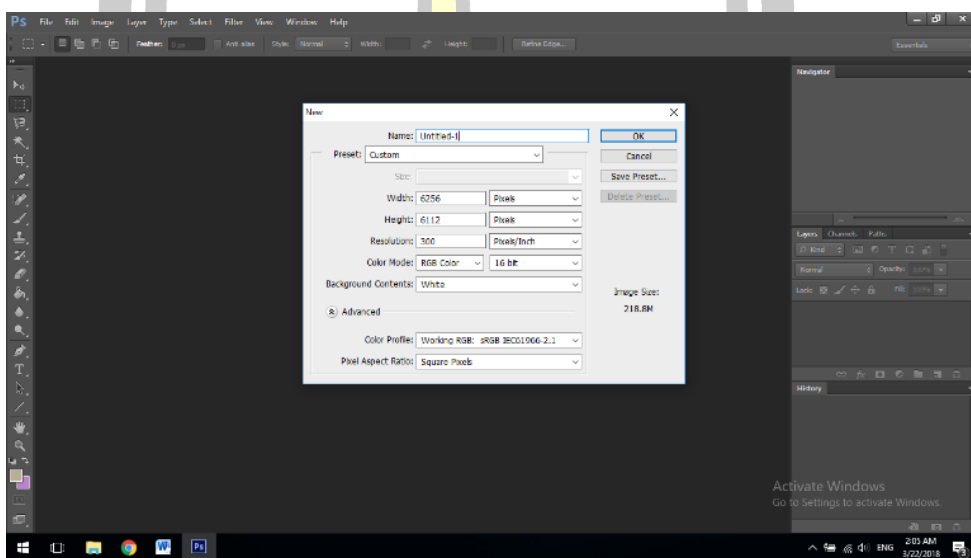 Ps File Edit Image Layer Type Select Filter View Window Help
Feather: Anti-alias Style: Normal Width: Height: Refine Edge... Essentials
Navigator
New
Name: Untitled-1 OK
Preset: Custom Cancel
Size: Save Preset...
Width: 6256 Pixels Delete Preset...
Height: 6112 Pixels
Resolution: 300 Pixels/Inch
Color Mode: RGB Color 16 bit
Background Contents: White
Image Size:
218.8M
Advanced
Color Profile: Working RGB: sRGB IEC61966-2.1
Pixel Aspect Ratio: Square Pixels
Layers Channels Paths
Kind
Normal Opacity:
Lock: Fill:
History
Activate Windows
Go to Settings to activate Windows.
ENG 2:05 AM
3/22/2018